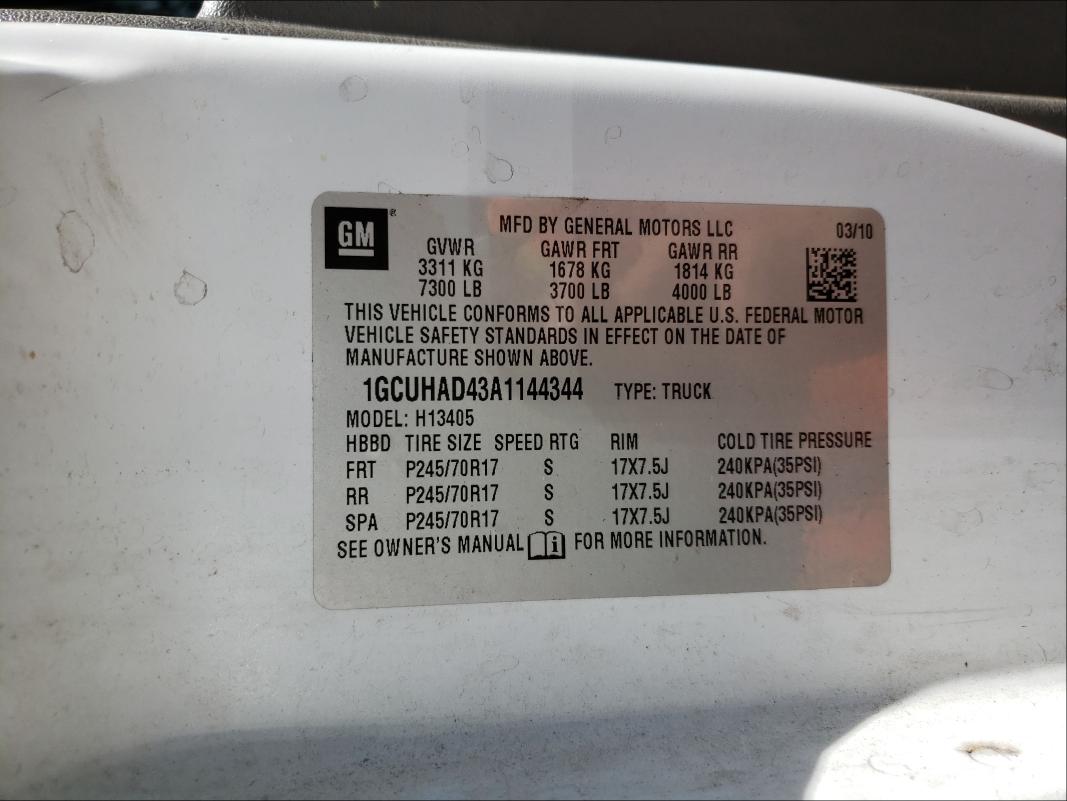 GM®
MFD BY GENERAL MOTORS LLC 03/10
GVWR GAWR FRT GAWR RR
3311 KG 1678 KG 1814 KG
7300 LB 3700 LB 4000 LB
THIS VEHICLE CONFORMS TO ALL APPLICABLE U.S. FEDERAL MOTOR
VEHICLE SAFETY STANDARDS IN EFFECT ON THE DATE OF
MANUFACTURE SHOWN ABOVE.
1GCUHAD43A1144344 TYPE: TRUCK
MODEL: H13405
HBBD TIRE SIZE SPEED RTG RIM COLD TIRE PRESSURE
FRT P245/70R17 S 17X7.5J 240KPA(35PSI)
RR P245/70R17 S 17X7.5J 240KPA(35PSI)
SPA P245/70R17 S 17X7.5J 240KPA(35PSI)
SEE OWNER'S MANUAL i FOR MORE INFORMATION.